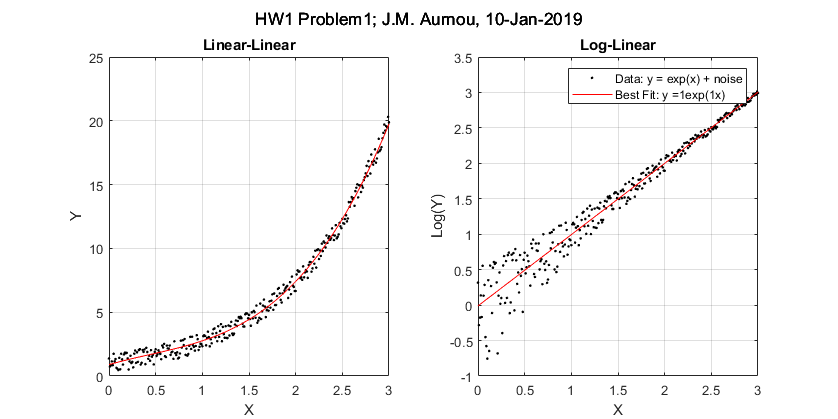 HW1 Problem1; J.M. Aurnou, 10-Jan-2019
Linear-Linear
25
20
15
10
5
0
Y
0 0.5 1 1.5 2 2.5 3
X
Log-Linear
3.5
3
2.5
2
1.5
1
0.5
0
-0.5
-1
Log(Y)
Data: y = exp(x) + noise
Best Fit: y =1exp(1x)
0 0.5 1 1.5 2 2.5 3
X